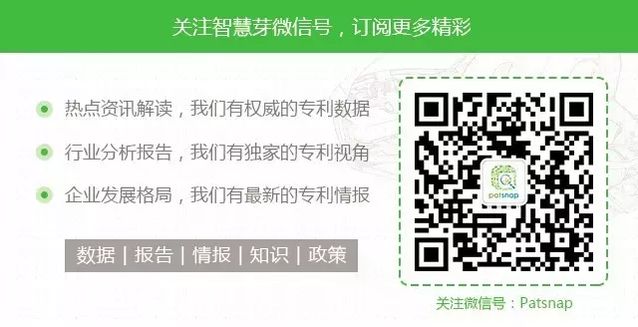 关注智慧芽微信号，订阅更多精彩
热点资讯解读，我们有权威的专利数据
行业分析报告，我们有独家的专利视角
企业发展格局，我们有最新的专利情报
数据 | 报告 | 情报 | 知识 | 政策
patsnap
关注微信号：Patsnap